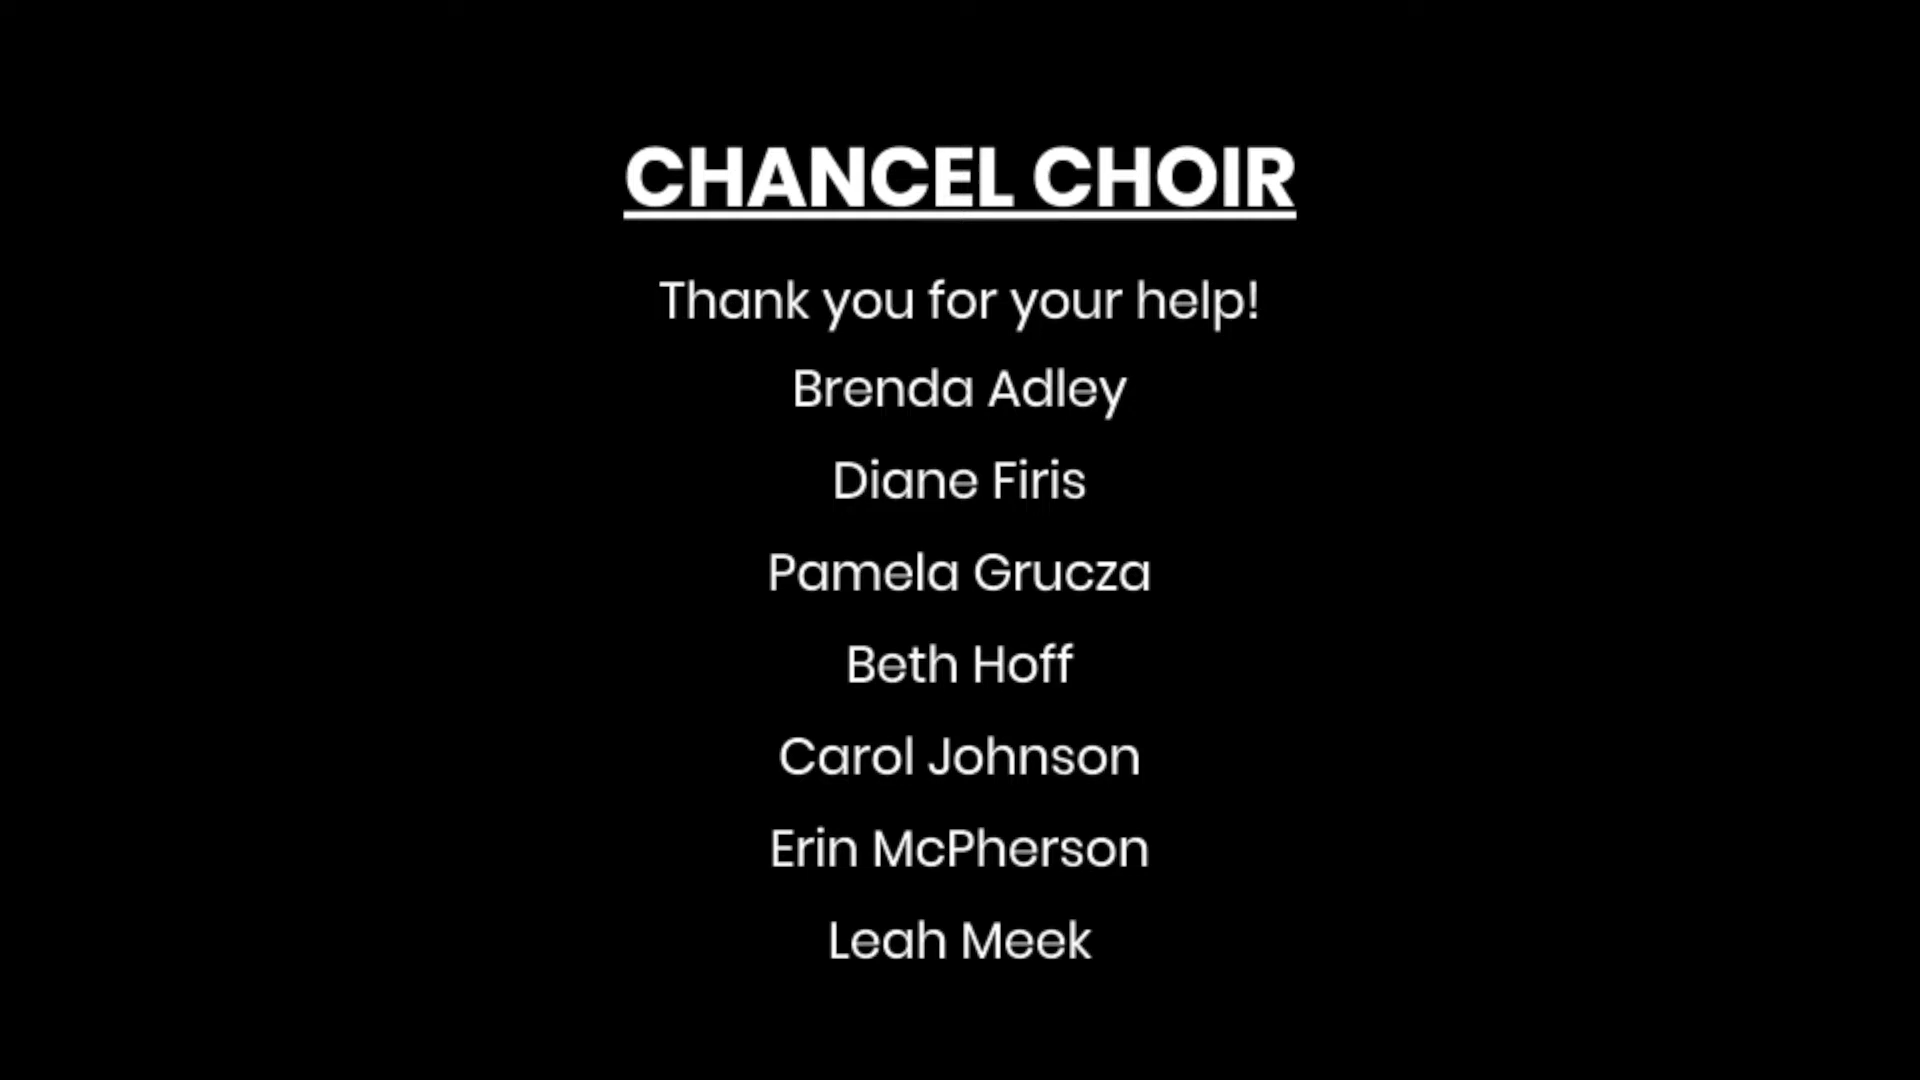 CHANCEL CHOIR
Thank you for your help!
Brenda Adley
Diane Firis
Pamela Grucza
Beth Hoff
Carol Johnson
Erin McPherson
Leah Meek